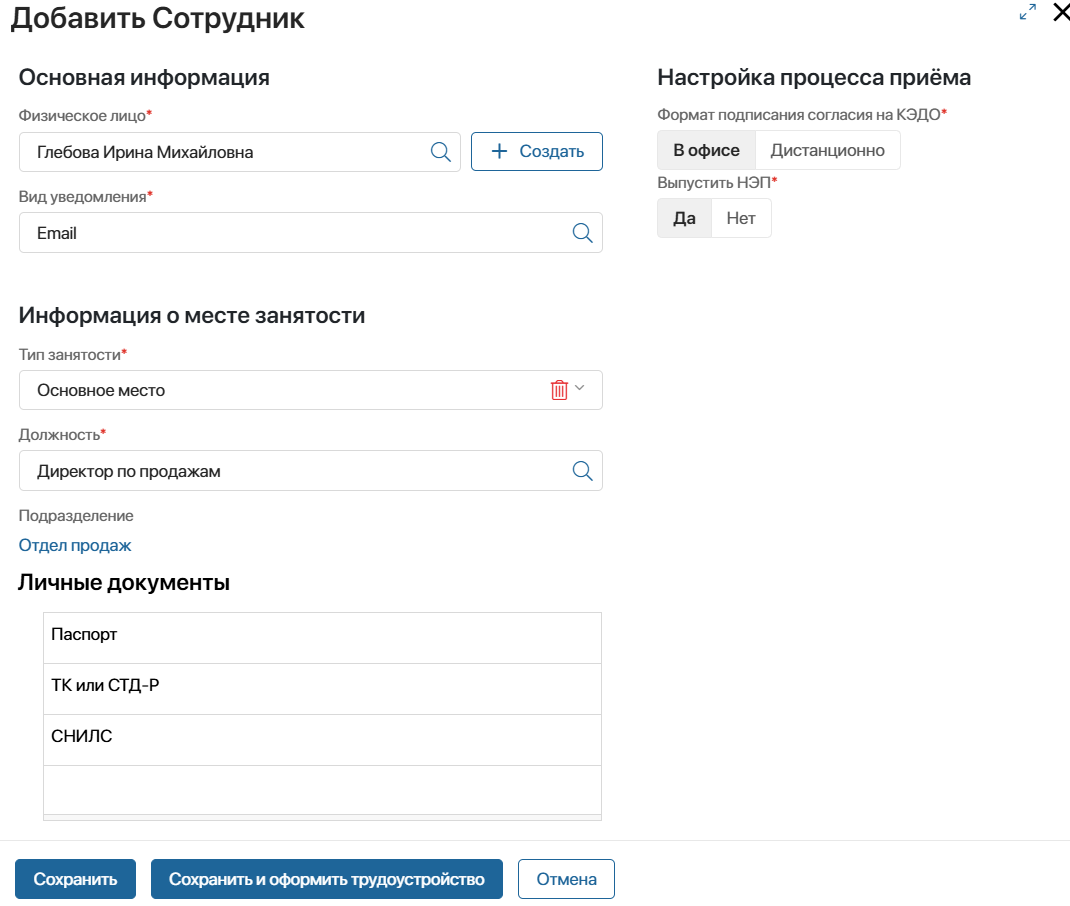 Добавить Сотрудник
Основная информация
Физическое лицо*
Глебова Ирина Михайловна
+ Создать
Вид уведомления*
Email
Настройка процесса приёма
Формат подписания согласия на КЭДО*
В офисе Дистанционно
Выпустить НЭП*
Да Нет
Информация о месте занятости
Тип занятости*
Основное место
Должность*
Директор по продажам
Подразделение
Отдел продаж
Личные документы
Паспорт
ТК или СТД-Р
СНИЛС
Сохранить Сохранить и оформить трудоустройство Отмена